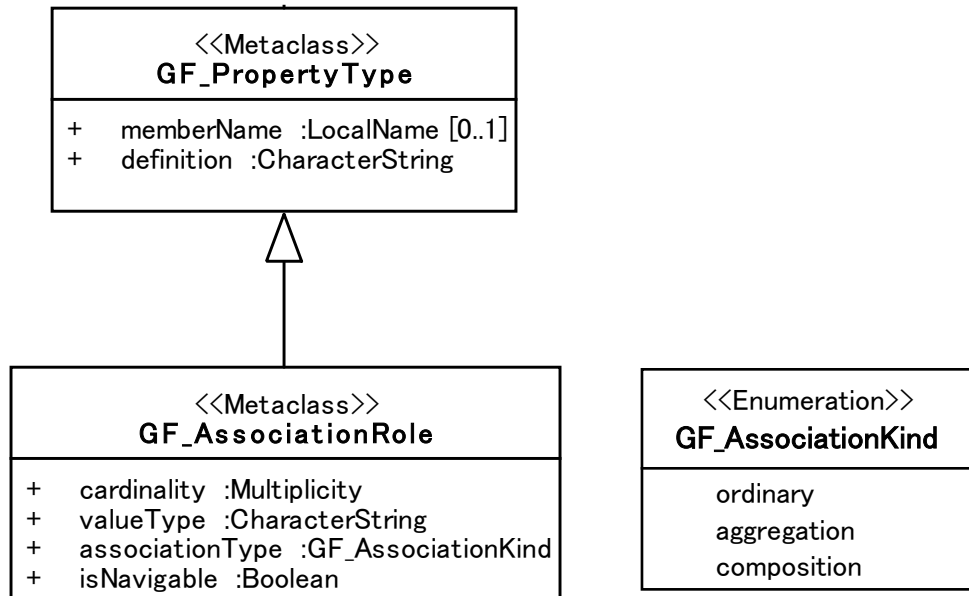 <<Metaclass>>
GF_PropertyType
+ memberName :LocalName [0..1]
+ definition :CharacterString
<<Metaclass>>
GF_AssociationRole
+ cardinality :Multiplicity
+ valueType :CharacterString
+ associationType :GF_AssociationKind
+ isNavigable :Boolean
<<Enumeration>>
GF_AssociationKind
ordinary
aggregation
composition